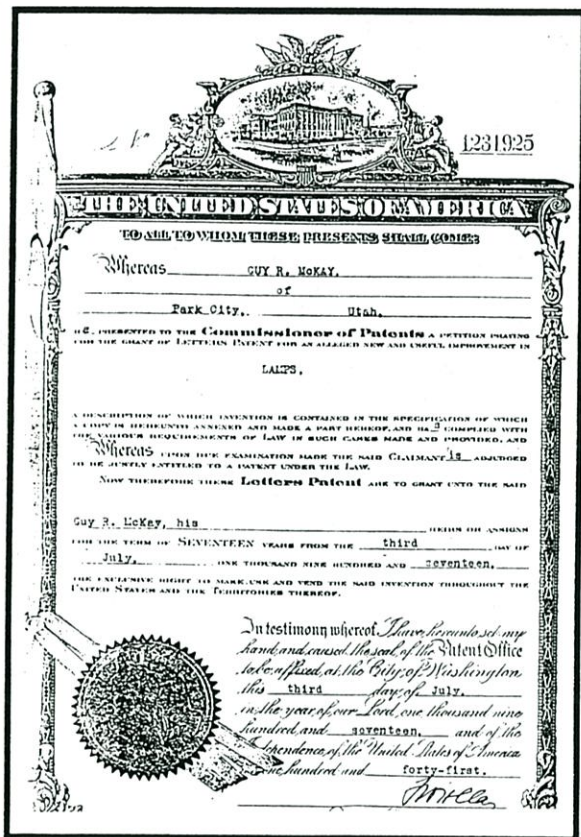 1231925
THE UNITED STATES OF AMERICA
TO ALL TO WHOM THESE PRESENTS SHALL COME:
Whereas GUY R. McKAY,
of
Park City, Utah,
PRESENTED TO THE Commissioner of Patents A PETITION PRAYING
FOR THE GRANT OF LETTERS PATENT FOR AN ALLEGED NEW AND USEFUL IMPROVEMENT IN
LAMPS,
A DESCRIPTION OF WHICH INVENTION IS CONTAINED IN THE SPECIFICATION OF WHICH
A COPY IS HEREUNTO ANNEXED AND MADE A PART HEREOF, AND HAS COMPLIED WITH
THE VARIOUS REQUIREMENTS OF LAW IN SUCH CASES MADE AND PROVIDED, AND
Whereas UPON DUE EXAMINATION MADE THE SAID CLAIMANT is ADJUDGED
TO BE JUSTLY ENTITLED TO A PATENT UNDER THE LAW.
NOW THEREFORE THESE Letters Patent ARE TO GRANT UNTO THE SAID
Guy R. McKay, his HEIRS OR ASSIGNS
FOR THE TERM OF SEVENTEEN YEARS FROM THE third DAY OF
July, ONE THOUSAND NINE HUNDRED AND seventeen,
THE EXCLUSIVE RIGHT TO MAKE, USE AND VEND THE SAID INVENTION THROUGHOUT THE
UNITED STATES AND THE TERRITORIES THEREOF.
In testimony whereof, I have hereunto set my
hand and caused the seal of the Patent Office
to be affixed at the City of Washington
this third day of July,
in the year of our Lord one thousand nine
hundred and seventeen, and of the
Independence of the United States of America
one hundred and forty-first.